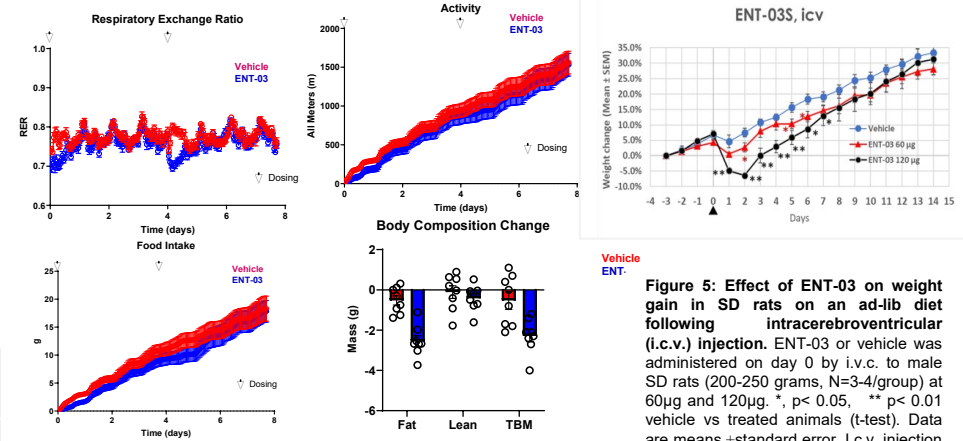 Respiratory Exchange Ratio
1.0
0.9
0.8
0.7
0.6
RER
Vehicle
ENT-03
Dosing
0 2 4 6 8
Time (days)
Activity
2000
1500
1000
500
0
All Meters (m)
Vehicle
ENT-03
Dosing
0 2 4 6 8
Time (days)
ENT-03S, icv
35.0%
30.0%
25.0%
20.0%
15.0%
10.0%
5.0%
0.0%
-5.0%
-10.0%
Weight change (Mean ± SEM)
Vehicle
ENT-03 60 µg
ENT-03 120 µg
**
*
**
**
**
**
*
*
*
*
*
-4 -3 -2 -1 0 1 2 3 4 5 6 7 8 9 10 11 12 13 14 15
Days
Food Intake
25
20
15
10
5
0
g
Vehicle
ENT-03
Dosing
0 2 4 6 8
Time (days)
Body Composition Change
2
0
-2
-4
-6
Mass (g)
Fat Lean TBM
Vehicle
ENT-
Figure 5: Effect of ENT-03 on weight
gain in SD rats on an ad-lib diet
following intracerebroventricular
(i.c.v.) injection. ENT-03 or vehicle was
administered on day 0 by i.v.c. to male
SD rats (200-250 grams, N=3-4/group) at
60µg and 120µg. *, p< 0.05, ** p< 0.01
vehicle vs treated animals (t-test). Data
are means ±standard error. I.c.v. injection